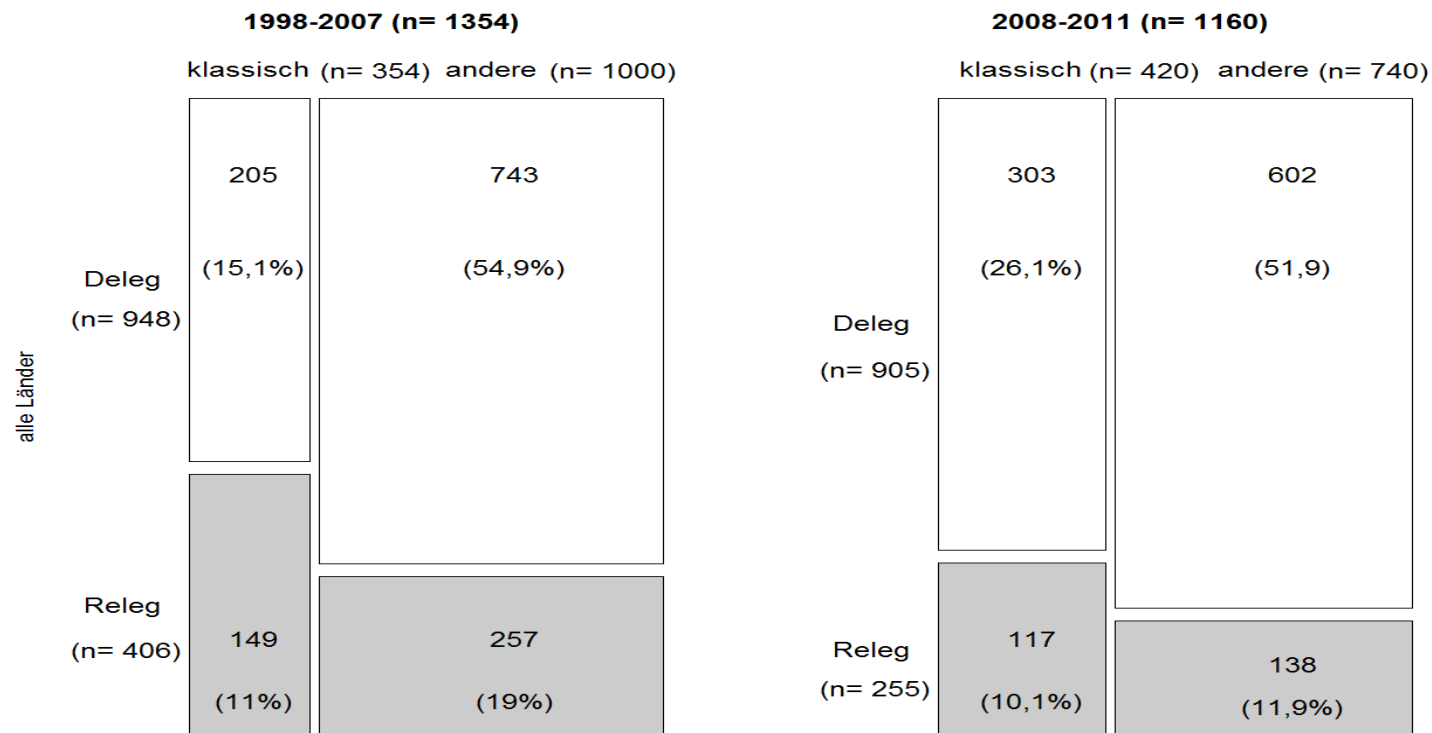 1998-2007 (n= 1354)
klassisch (n= 354) andere (n= 1000)
205 743
(15,1%) (54,9%)
Deleg
(n= 948)
alle Länder
Releg
(n= 406)
149 257
(11%) (19%)
2008-2011 (n= 1160)
klassisch (n= 420) andere (n= 740)
303 602
(26,1%) (51,9)
Deleg
(n= 905)
Releg
(n= 255)
117 138
(10,1%) (11,9%)